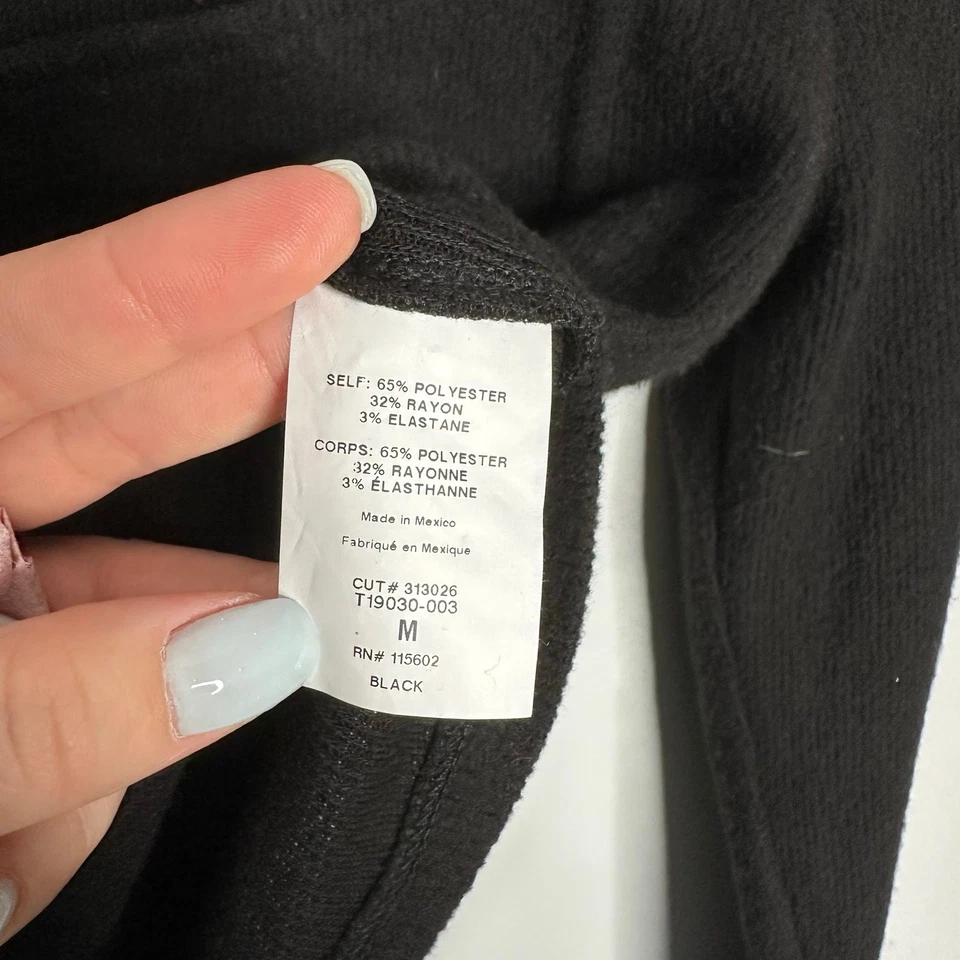 SELF: 65% POLYESTER
32% RAYON
3% ELASTANE
CORPS: 65% POLYESTER
32% RAYONNE
3% ÉLASTHANNE
Made in Mexico
Fabriqué en Mexique
CUT# 313026
T19030-003
M
RN# 115602
BLACK